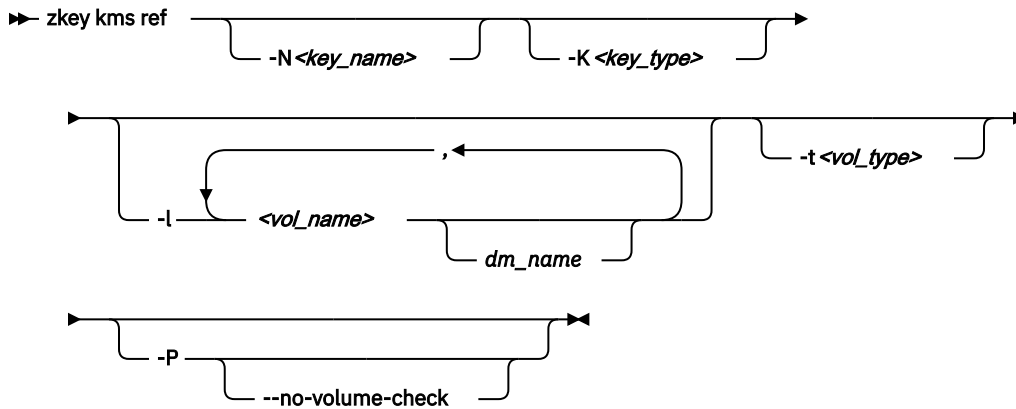 zkey kms ref
-N <key_name>
-K <key_type>
,
-l <vol_name>
-t <vol_type>
dm_name
-P
--no-volume-check